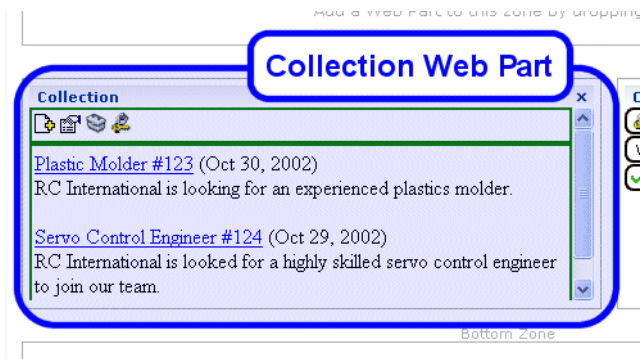 Add a Web Part to this zone by dropping
Collection Web Part
Collection
Plastic Molder #123 (Oct 30, 2002)
RC International is looking for an experienced plastics molder.
Servo Control Engineer #124 (Oct 29, 2002)
RC International is looked for a highly skilled servo control engineer
to join our team.
Bottom Zone